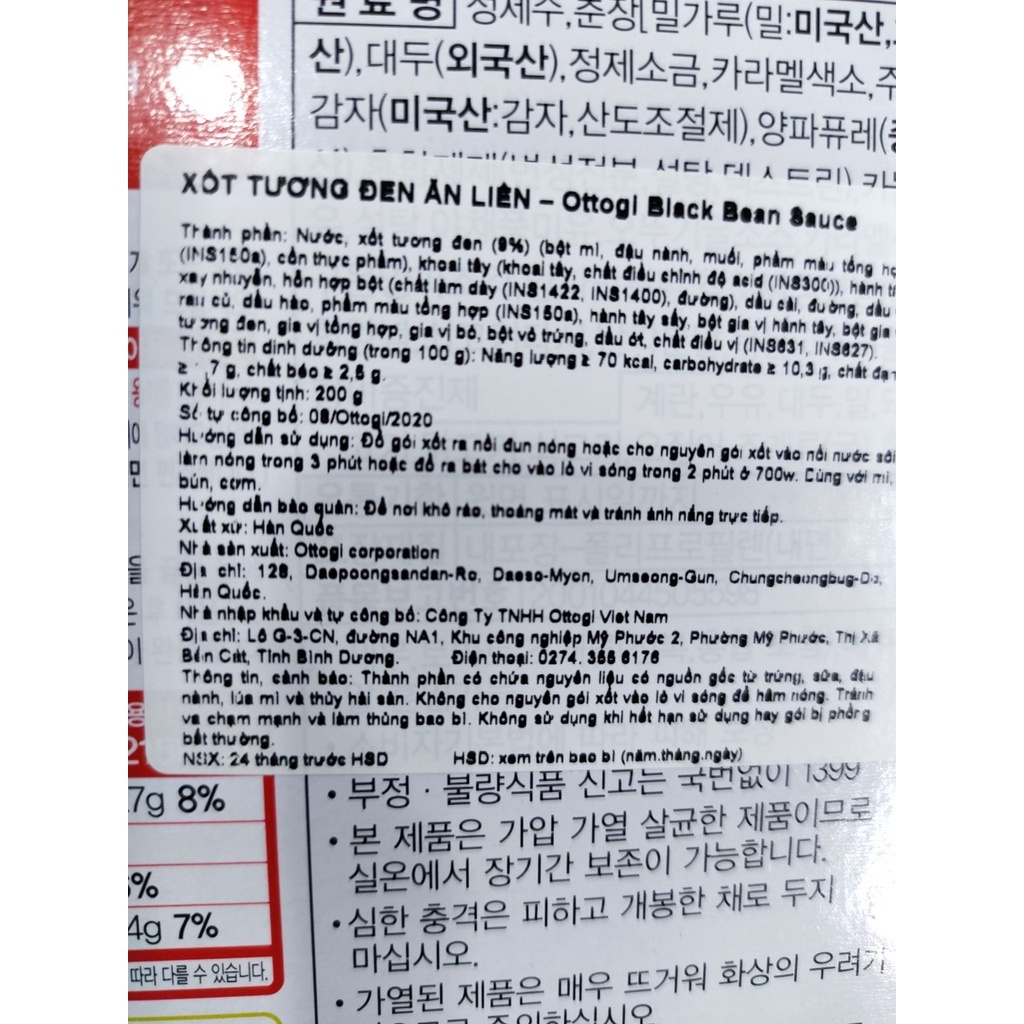 원료명 정제수,춘장[밀가루(밀:미국산,
산),대두(외국산),정제소금,카라멜색소,주
감자(미국산:감자,산도조절제),양파퓨레(
XỐT TƯƠNG ĐEN ĂN LIỀN – Ottogi Black Bean Sauce
Thành phần: Nước, xốt tương đen (9%) (bột mì, đậu nành, muối, phẩm màu tổng hợ
(INS150a), cồn thực phẩm), khoai tây (khoai tây, chất điều chỉnh độ acid (INS300)), hành t
xay nhuyễn, hỗn hợp bột (chất làm dày (INS1422, INS1400), đường), dầu cải, đường, dầu
rau củ, dầu hào, phẩm màu tổng hợp (INS150a), hành tây sấy, bột gia vị hành tây, bột gia
tương đen, gia vị tổng hợp, gia vị bò, bột vỏ trứng, dầu ớt, chất điều vị (INS631, INS627).
Thông tin dinh dưỡng (trong 100 g): Năng lượng ≥ 70 kcal, carbohydrate ≥ 10,3 g, chất đạ
7 g, chất béo ≥ 2,6 g.
Khối lượng tịnh: 200 g
Số tự công bố: 08/Ottogi/2020
Hướng dẫn sử dụng: Đổ gói xốt ra nồi đun nóng hoặc cho nguyên gói xốt vào nồi nước sôi
làm nóng trong 3 phút hoặc đổ ra bát cho vào lò vi sóng trong 2 phút ở 700w. Cùng với mì,
bún, cơm.
Hướng dẫn bảo quản: Để nơi khô ráo, thoáng mát và tránh ánh nắng trực tiếp.
Xuất xứ: Hàn Quốc
Nhà sản xuất: Ottogi corporation
Địa chỉ: 128, Daepoongsandan-Ro, Daeso-Myon, Umseong-Gun, Chungcheongbug-Do,
Hàn Quốc.
Nhà nhập khẩu và tự công bố: Công Ty TNHH Ottogi Việt Nam
Địa chỉ: Lô G-3-CN, đường NA1, Khu công nghiệp Mỹ Phước 2, Phường Mỹ Phước, Thị Xã
Bến Cát, Tỉnh Bình Dương. Điện thoại: 0274. 355 6176
Thông tin, cảnh báo: Thành phần có chứa nguyên liệu có nguồn gốc từ trứng, sữa, đậu
nành, lúa mì và thủy hải sản. Không cho nguyên gói xốt vào lò vi sóng để hâm nóng. Tránh
va chạm mạnh và làm thủng bao bì. Không sử dụng khi hết hạn sử dụng hay gói bị phồng
bất thường.
NSX: 24 tháng trước HSD HSD: xem trên bao bì (năm.tháng.ngày)
7g 8%
%
4g 7%
따라 다를 수 있습니다.
• 부정 · 불량식품 신고는 국번없이 1399
• 본 제품은 가압 가열 살균한 제품이므로
실온에서 장기간 보존이 가능합니다.
• 심한 충격은 피하고 개봉한 채로 두지
마십시오.
• 가열된 제품은 매우 뜨거워 화상의 우려가